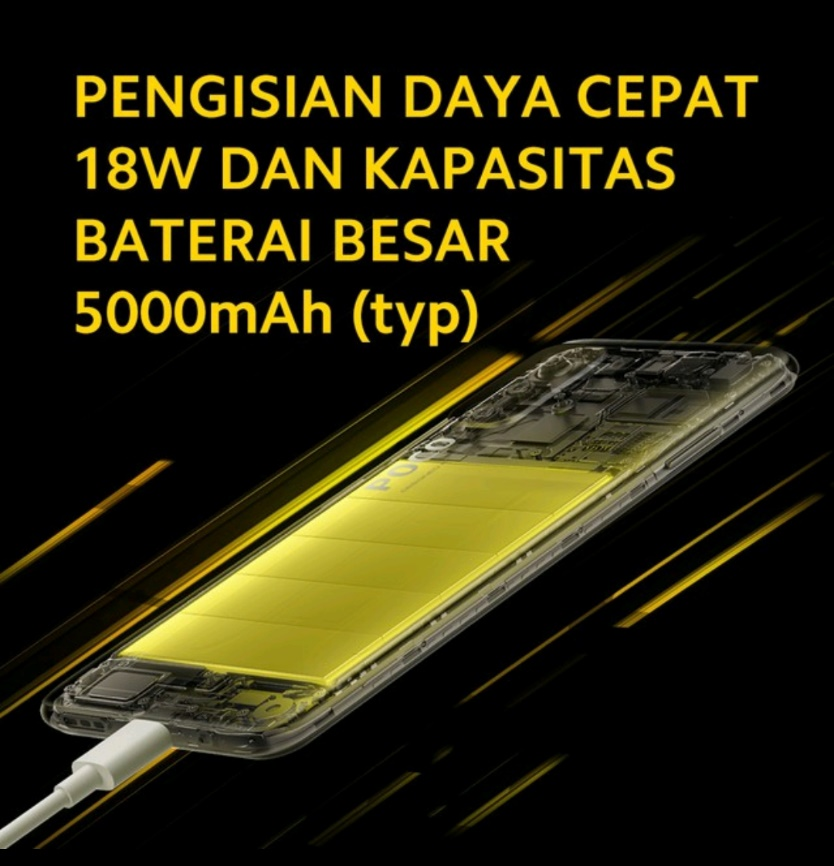 PENGISIAN DAYA CEPAT
18W DAN KAPASITAS
BATERAI BESAR
5000mAh (typ)
POCO